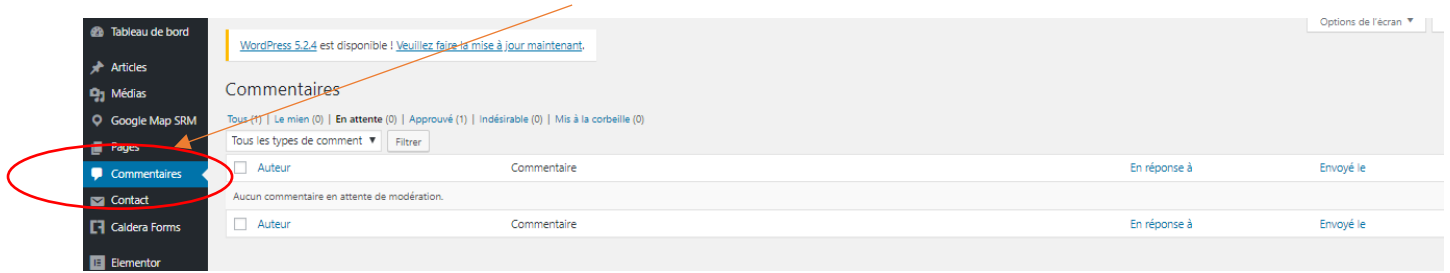 Tableau de bord
Articles
Médias
Google Map SRM
Pages
Commentaires
Contact
Caldera Forms
Elementor
Options de l'écran ▼
WordPress 5.2.4 est disponible ! Veuillez faire la mise à jour maintenant.
Commentaires
Tous (1) | Le mien (0) | En attente (0) | Approuvé (1) | Indésirable (0) | Mis à la corbeille (0)
Tous les types de comment ▼ Filtrer
Auteur Commentaire En réponse à Envoyé le
Aucun commentaire en attente de modération.
Auteur Commentaire En réponse à Envoyé le